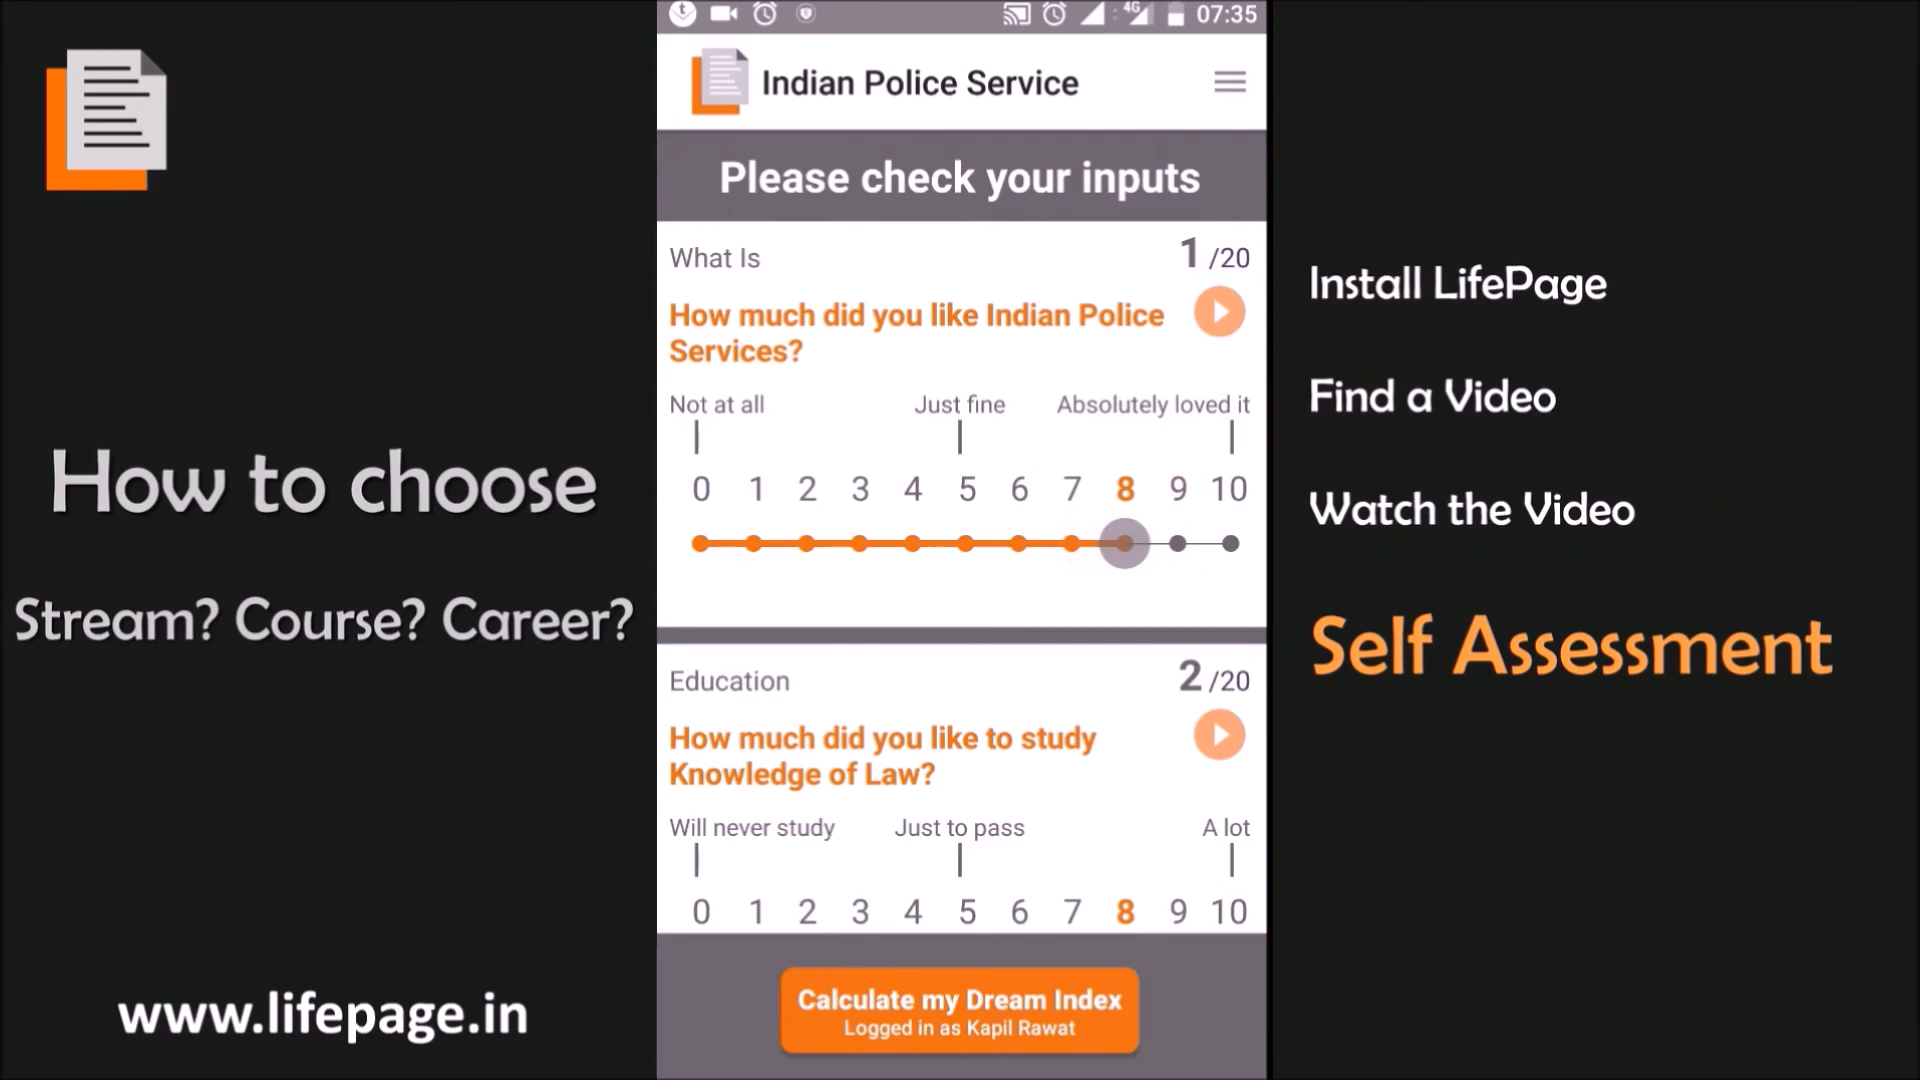 4G 07:35
Indian Police Service
Please check your inputs
What Is 1 /20
How much did you like Indian Police
Services?
Not at all Just fine Absolutely loved it
0 1 2 3 4 5 6 7 8 9 10
Education 2 /20
How much did you like to study
Knowledge of Law?
Will never study Just to pass A lot
0 1 2 3 4 5 6 7 8 9 10
Calculate my Dream Index
Logged in as Kapil Rawat
How to choose
Stream? Course? Career?
www.lifepage.in
Install LifePage
Find a Video
Watch the Video
Self Assessment